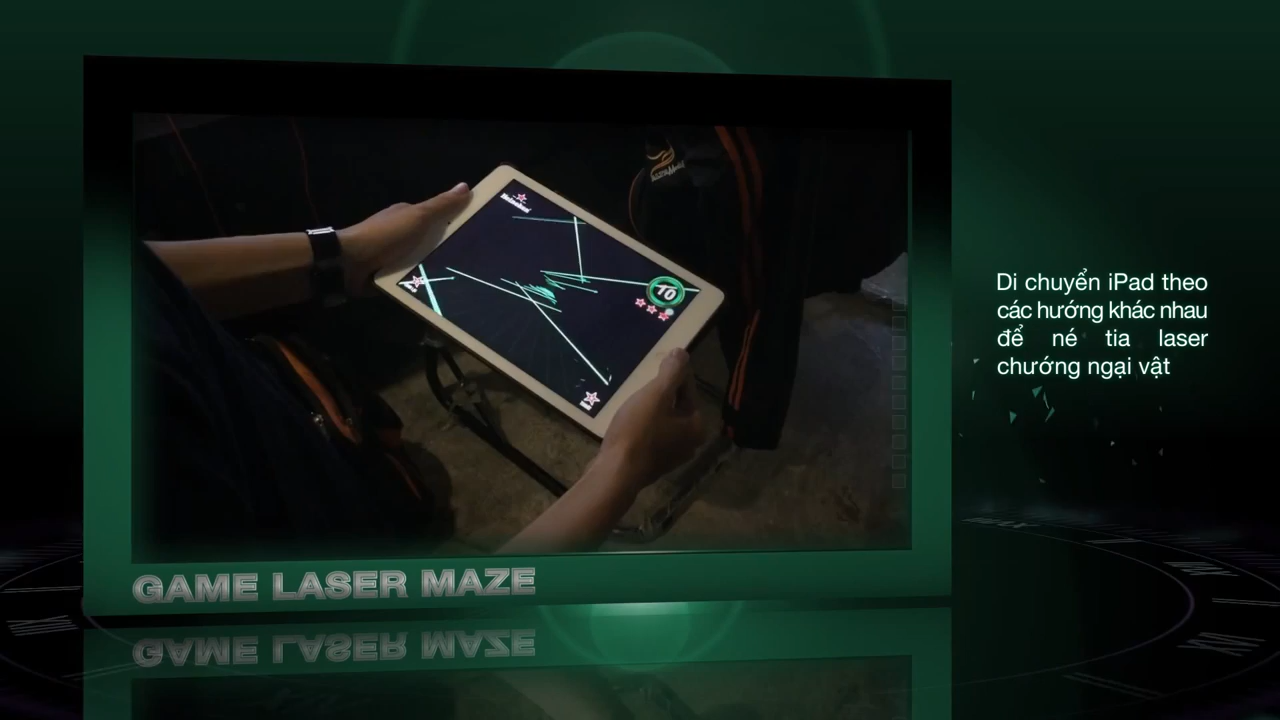 Heineken
10
Di chuyển iPad theo
các hướng khác nhau
để né tia laser
chướng ngại vật
GAME LASER MAZE